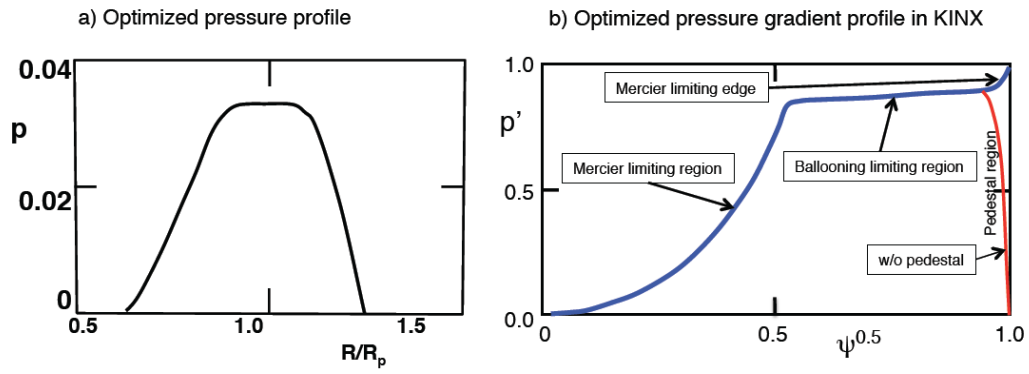 a) Optimized pressure profile
0.04
p
0.02
0
0.5
1.0
1.5
R/Rp
b) Optimized pressure gradient profile in KINX
1.0
p’
0.5
0.0
Mercier limiting edge
Mercier limiting region
Ballooning limiting region
Pedestal region
w/o pedestal
0
0.5
1.0
ψ0.5